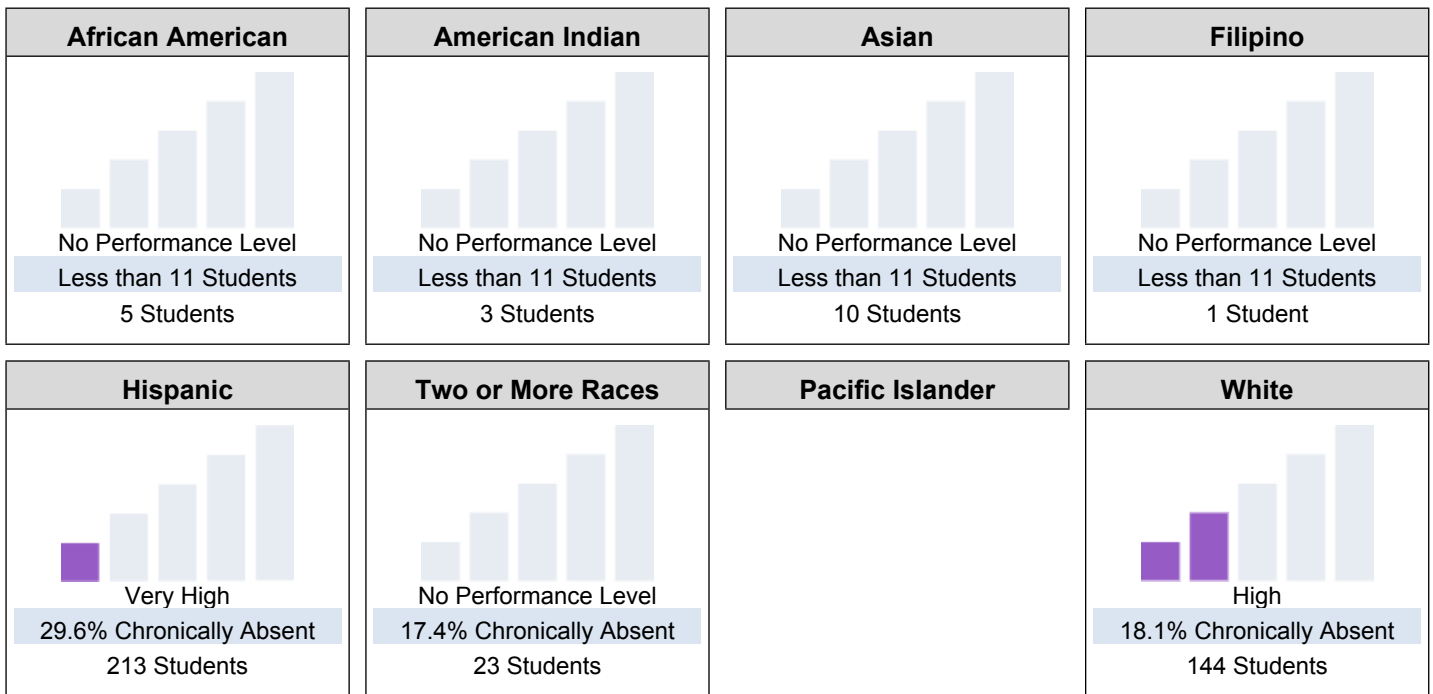 African American
No Performance Level
Less than 11 Students
5 Students
American Indian
No Performance Level
Less than 11 Students
3 Students
Asian
No Performance Level
Less than 11 Students
10 Students
Filipino
No Performance Level
Less than 11 Students
1 Student
Hispanic
Very High
29.6% Chronically Absent
213 Students
Two or More Races
No Performance Level
17.4% Chronically Absent
23 Students
Pacific Islander
White
High
18.1% Chronically Absent
144 Students